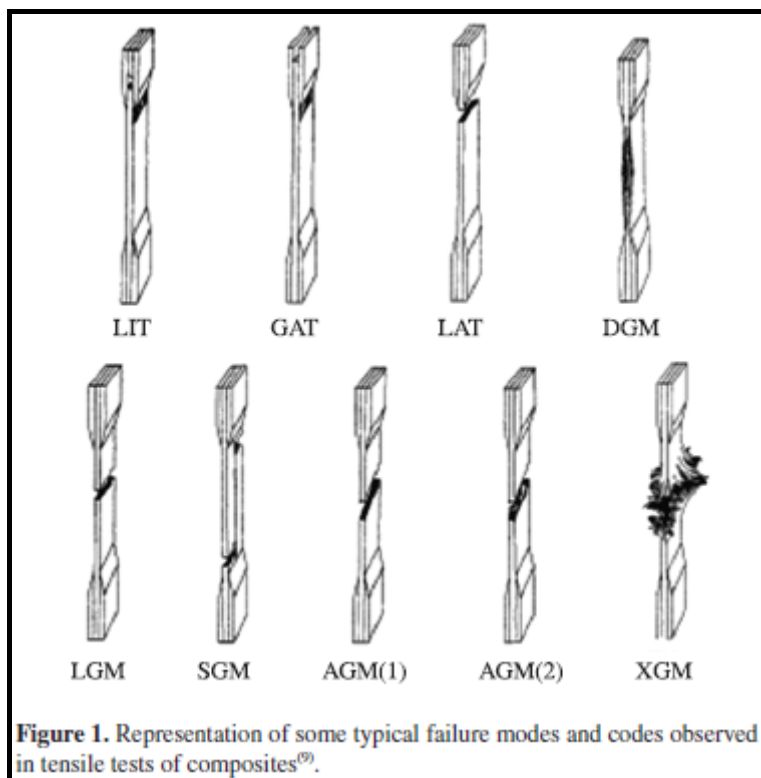 LIT GAT LAT DGM
LGM SGM AGM(1) AGM(2) XGM
Figure 1. Representation of some typical failure modes and codes observed
in tensile tests of composites⁽⁹⁾.